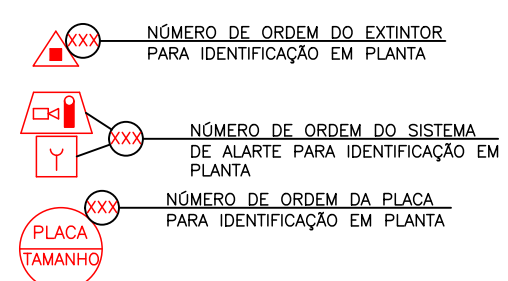 XXX
NÚMERO DE ORDEM DO EXTINTOR
PARA IDENTIFICAÇÃO EM PLANTA
XXX
NÚMERO DE ORDEM DO SISTEMA
DE ALARTE PARA IDENTIFICAÇÃO EM
PLANTA
XXX
NÚMERO DE ORDEM DA PLACA
PARA IDENTIFICAÇÃO EM PLANTA
PLACA
TAMANHO